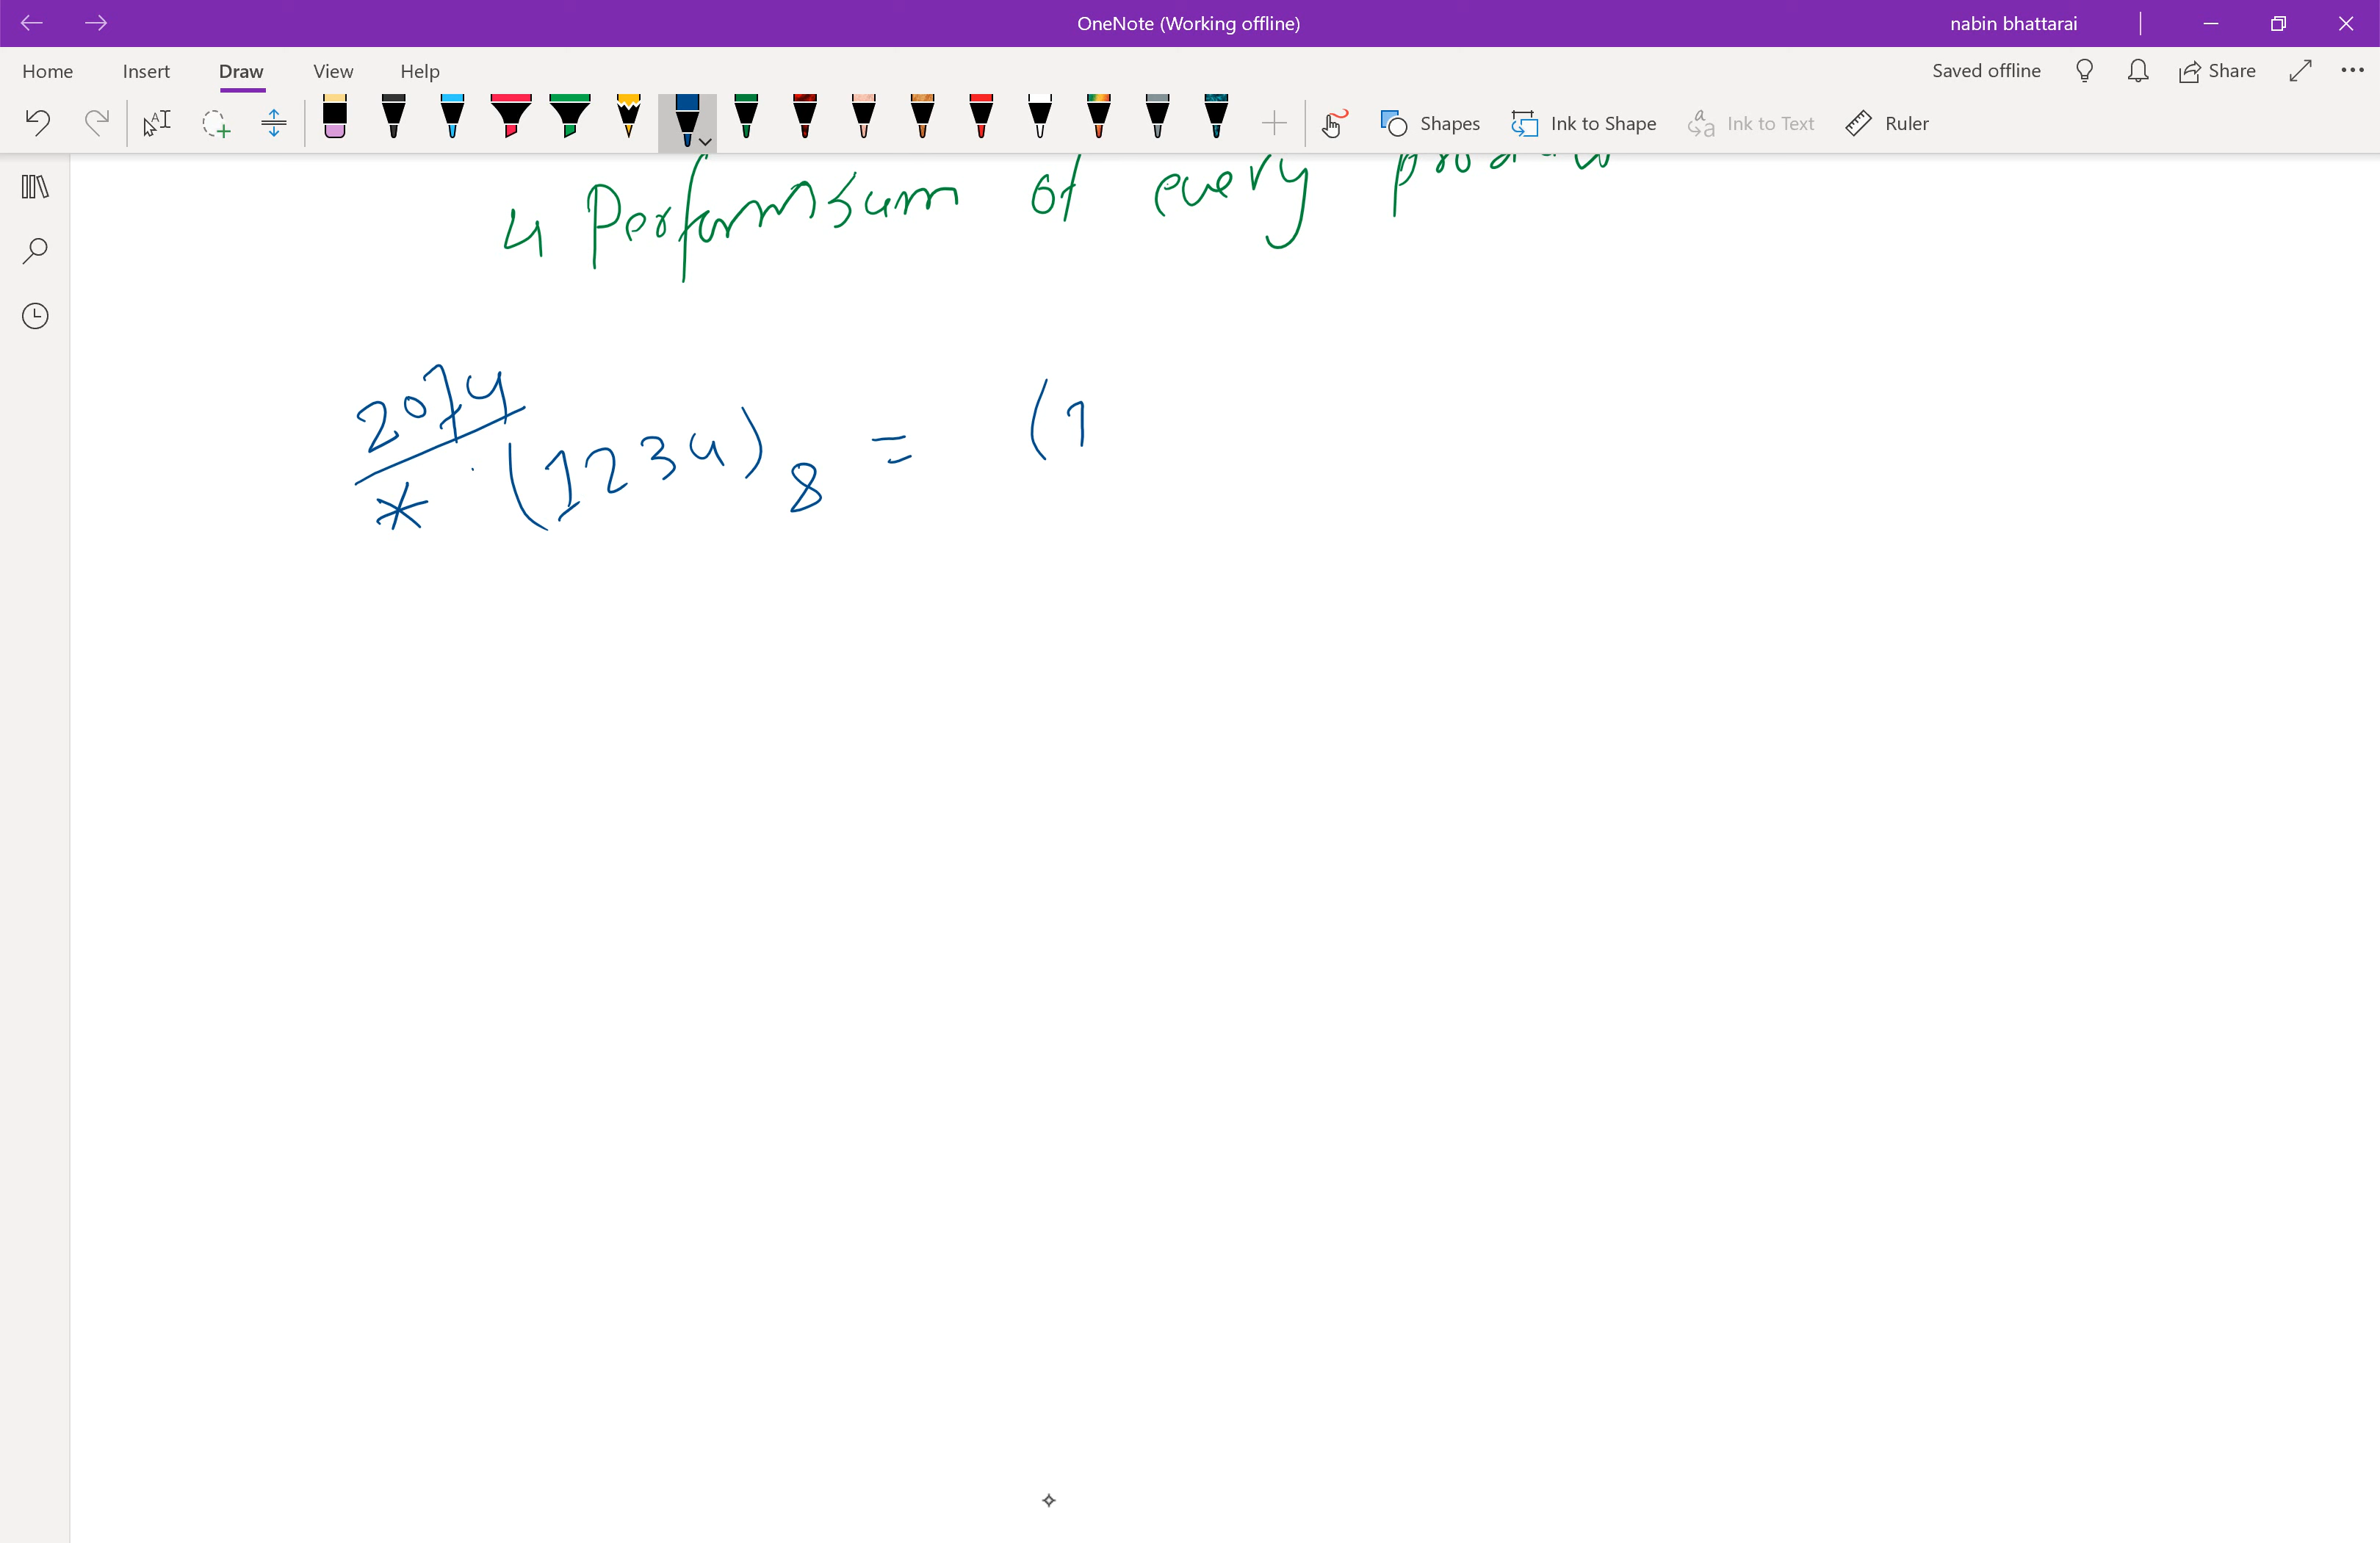 OneNote (Working offline)
nabin bhattarai
Home Insert Draw View Help
Saved offline
Share
Shapes
Ink to Shape
Ink to Text
Ruler
4 Perform sum of every
2074
* (1234)8 = (1